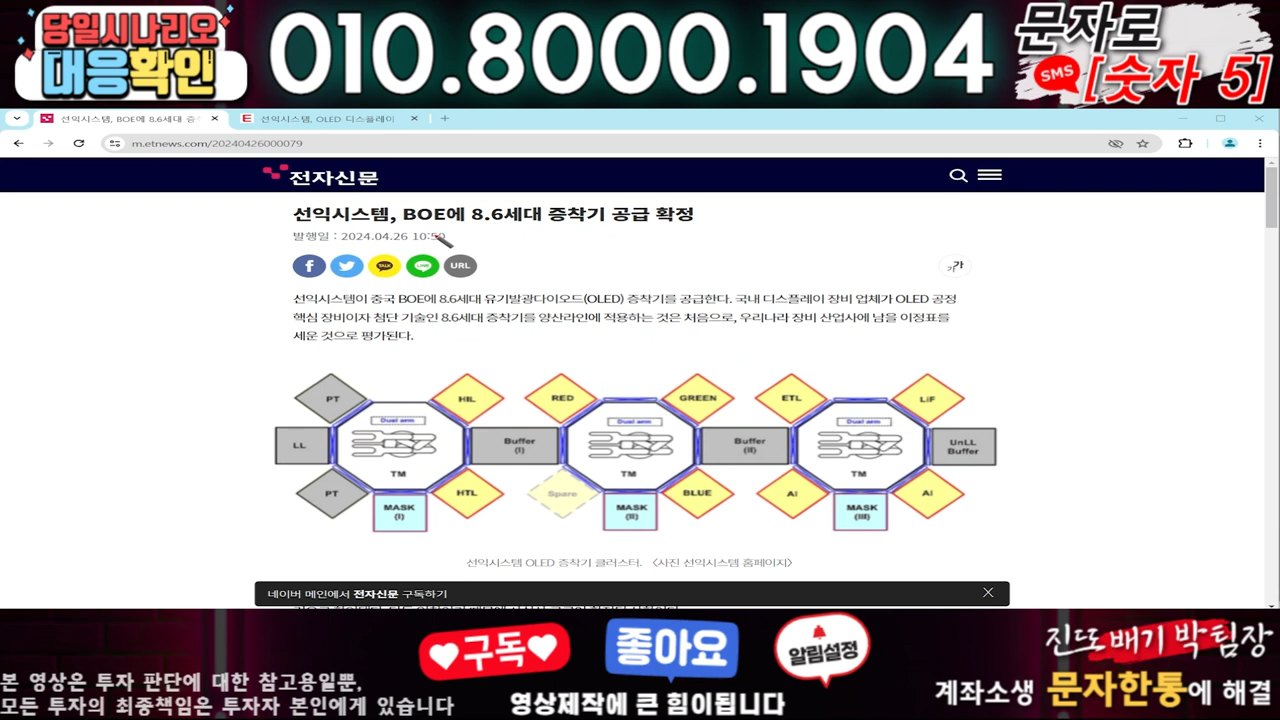 당일시나리오
대응확인
010.8000.1904
문자로
SMS
[숫자 5]
선익시스템, BOE에 8.6세대 증
선익시스템, OLED 디스플레이
m.etnews.com/20240426000079
전자신문
선익시스템, BOE에 8.6세대 증착기 공급 확정
발행일 : 2024.04.26 10:50
TALK
LINE
URL
가 가
선익시스템이 중국 BOE에 8.6세대 유기발광다이오드(OLED) 증착기를 공급한다. 국내 디스플레이 장비 업체가 OLED 공정
핵심 장비이자 첨단 기술인 8.6세대 증착기를 양산라인에 적용하는 것은 처음으로, 우리나라 장비 산업사에 남을 이정표를
세운 것으로 평가된다.
PT
HIL
RED
GREEN
ETL
LiF
Dual arm
Dual arm
Dual arm
LL
Buffer
(I)
Buffer
(II)
UnLL
Buffer
TM
TM
TM
PT
HTL
Spare
BLUE
Al
Al
MASK
(I)
MASK
(II)
MASK
(III)
선익시스템 OLED 증착기 클러스터. 〈사진 선익시스템 홈페이지〉
네이버 메인에서 전자신문 구독하기
구독
좋아요
알림설정
진또배기 박팀장
본 영상은 투자 판단에 대한 참고용일뿐,
모든 투자의 최종책임은 투자자 본인에게 있습니다
영상제작에 큰 힘이됩니다
계좌소생 문자한통에 해결